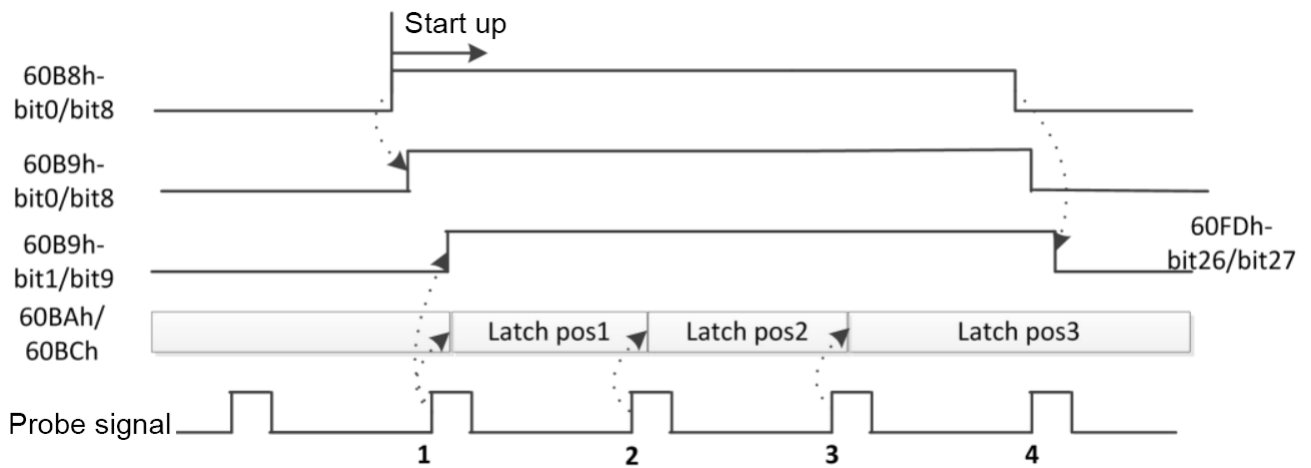 Start up
60B8h-
bit0/bit8
60B9h-
bit0/bit8
60B9h-
bit1/bit9
60FDh-
bit26/bit27
60BAh/
60BCh
Latch pos1
Latch pos2
Latch pos3
Probe signal
1
2
3
4